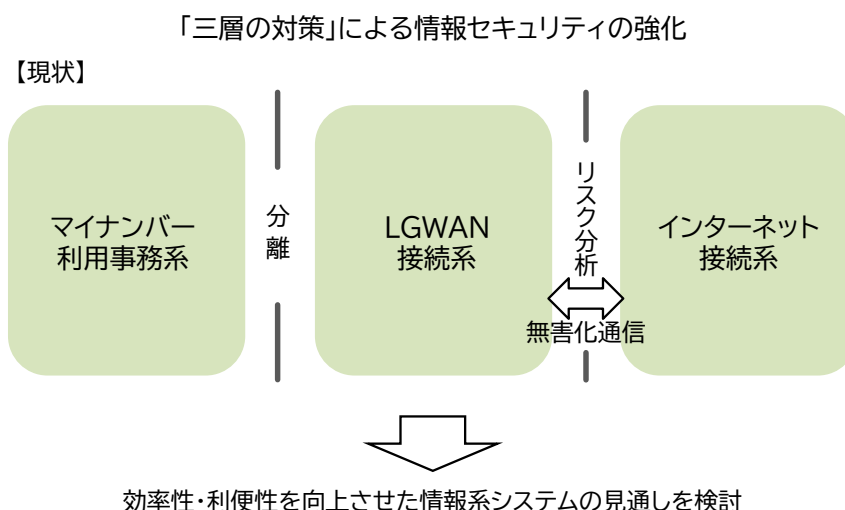 「三層の対策」による情報セキュリティの強化
【現状】
マイナンバー
利用事務系
分離
LGWAN
接続系
リスク分析
無害化通信
インターネット
接続系
効率性・利便性を向上させた情報系システムの見通しを検討